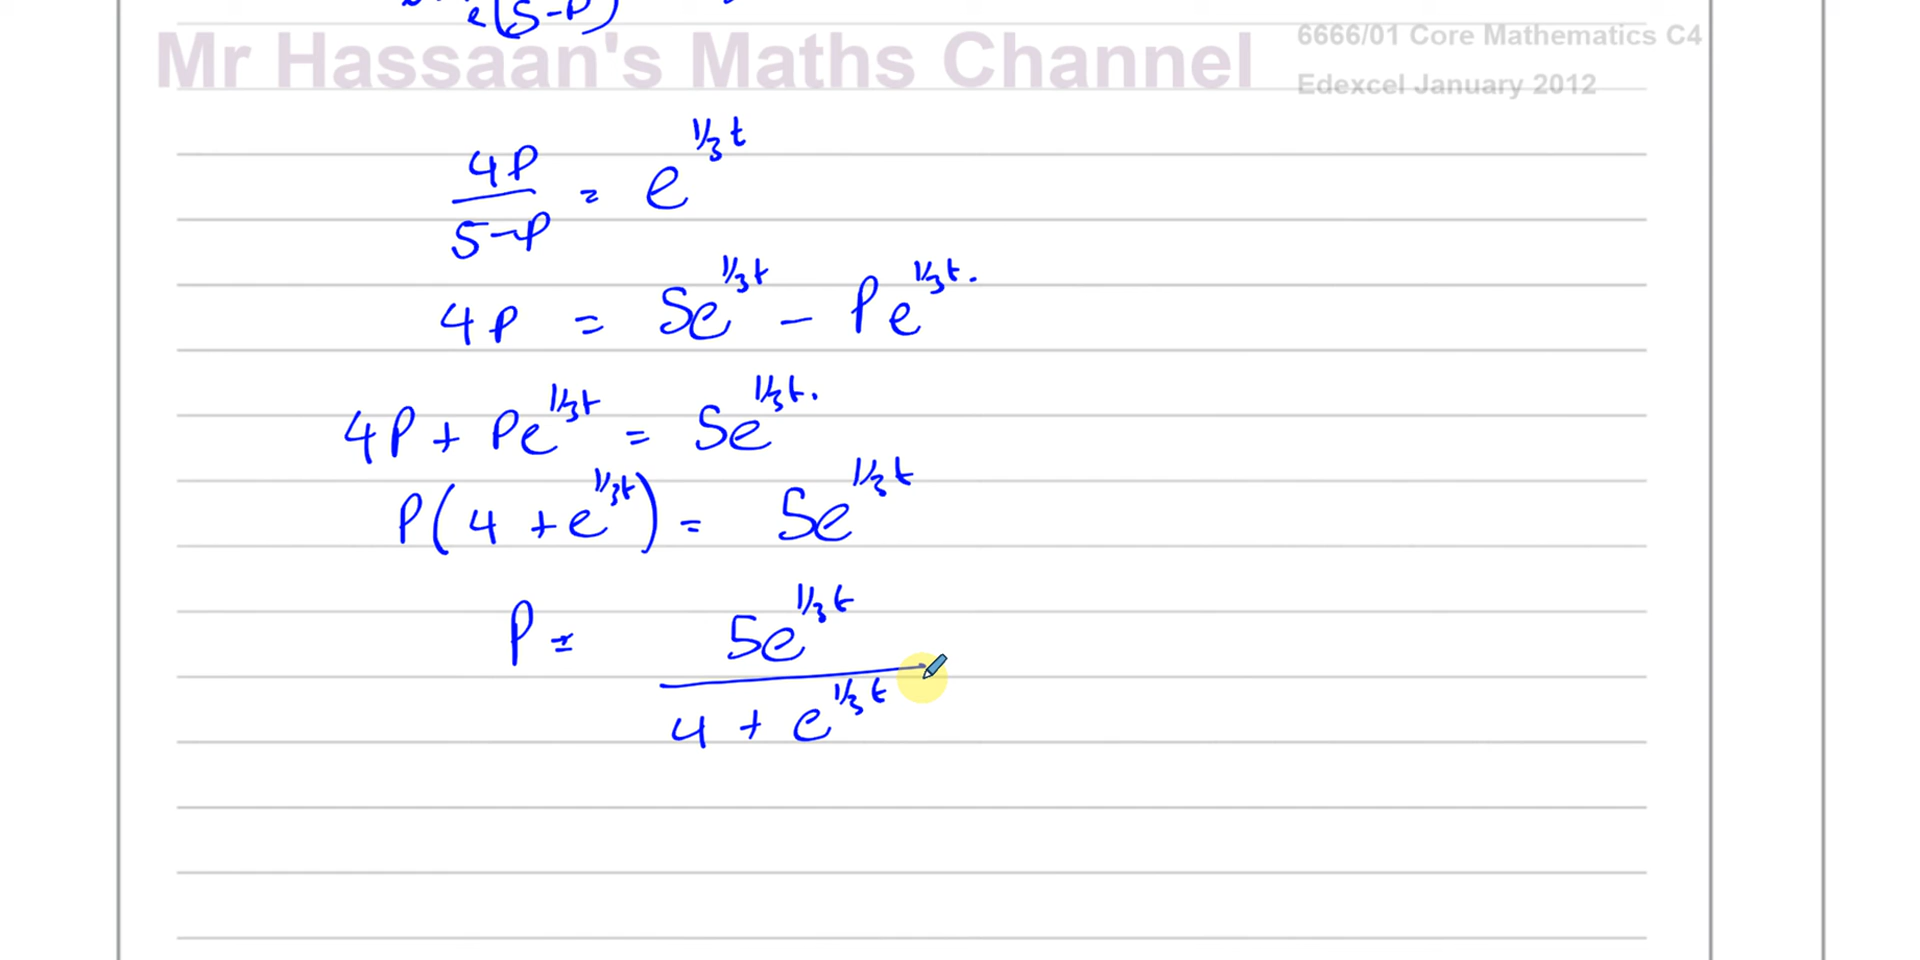 e(5-P)
Mr Hassaan's Maths Channel
6666/01 Core Mathematics C4
Edexcel January 2012
4P/(5-P) = e^(1/3 t)
4P = 5e^(1/3 t) - Pe^(1/3 t).
4P + Pe^(1/3 t) = 5e^(1/3 t).
P(4 + e^(1/3 t)) = 5e^(1/3 t)
P = 5e^(1/3 t)/(4 + e^(1/3 t))